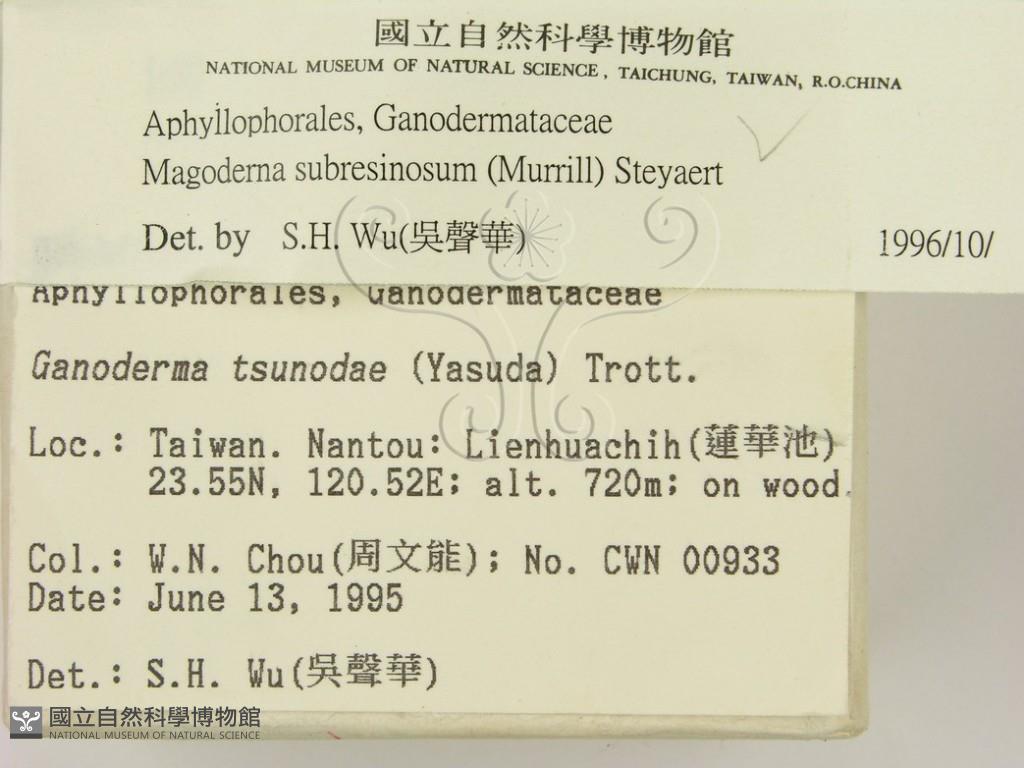 國立自然科學博物館
NATIONAL MUSEUM OF NATURAL SCIENCE, TAICHUNG, TAIWAN, R.O.CHINA
Aphyllophorales, Ganodermataceae
Magoderna subresinosum (Murrill) Steyaert
Det. by S.H. Wu(吳聲華)
1996/10/
Aphyllophorales, Ganodermataceae
Ganoderma tsunodae (Yasuda) Trott.
Loc.: Taiwan. Nantou: Lienhuachih(蓮華池)
23.55N, 120.52E; alt. 720m; on wood.
Col.: W.N. Chou(周文能); No. CWN 00933
Date: June 13, 1995
Det.: S.H. Wu(吳聲華)
國立自然科學博物館
NATIONAL MUSEUM OF NATURAL SCIENCE